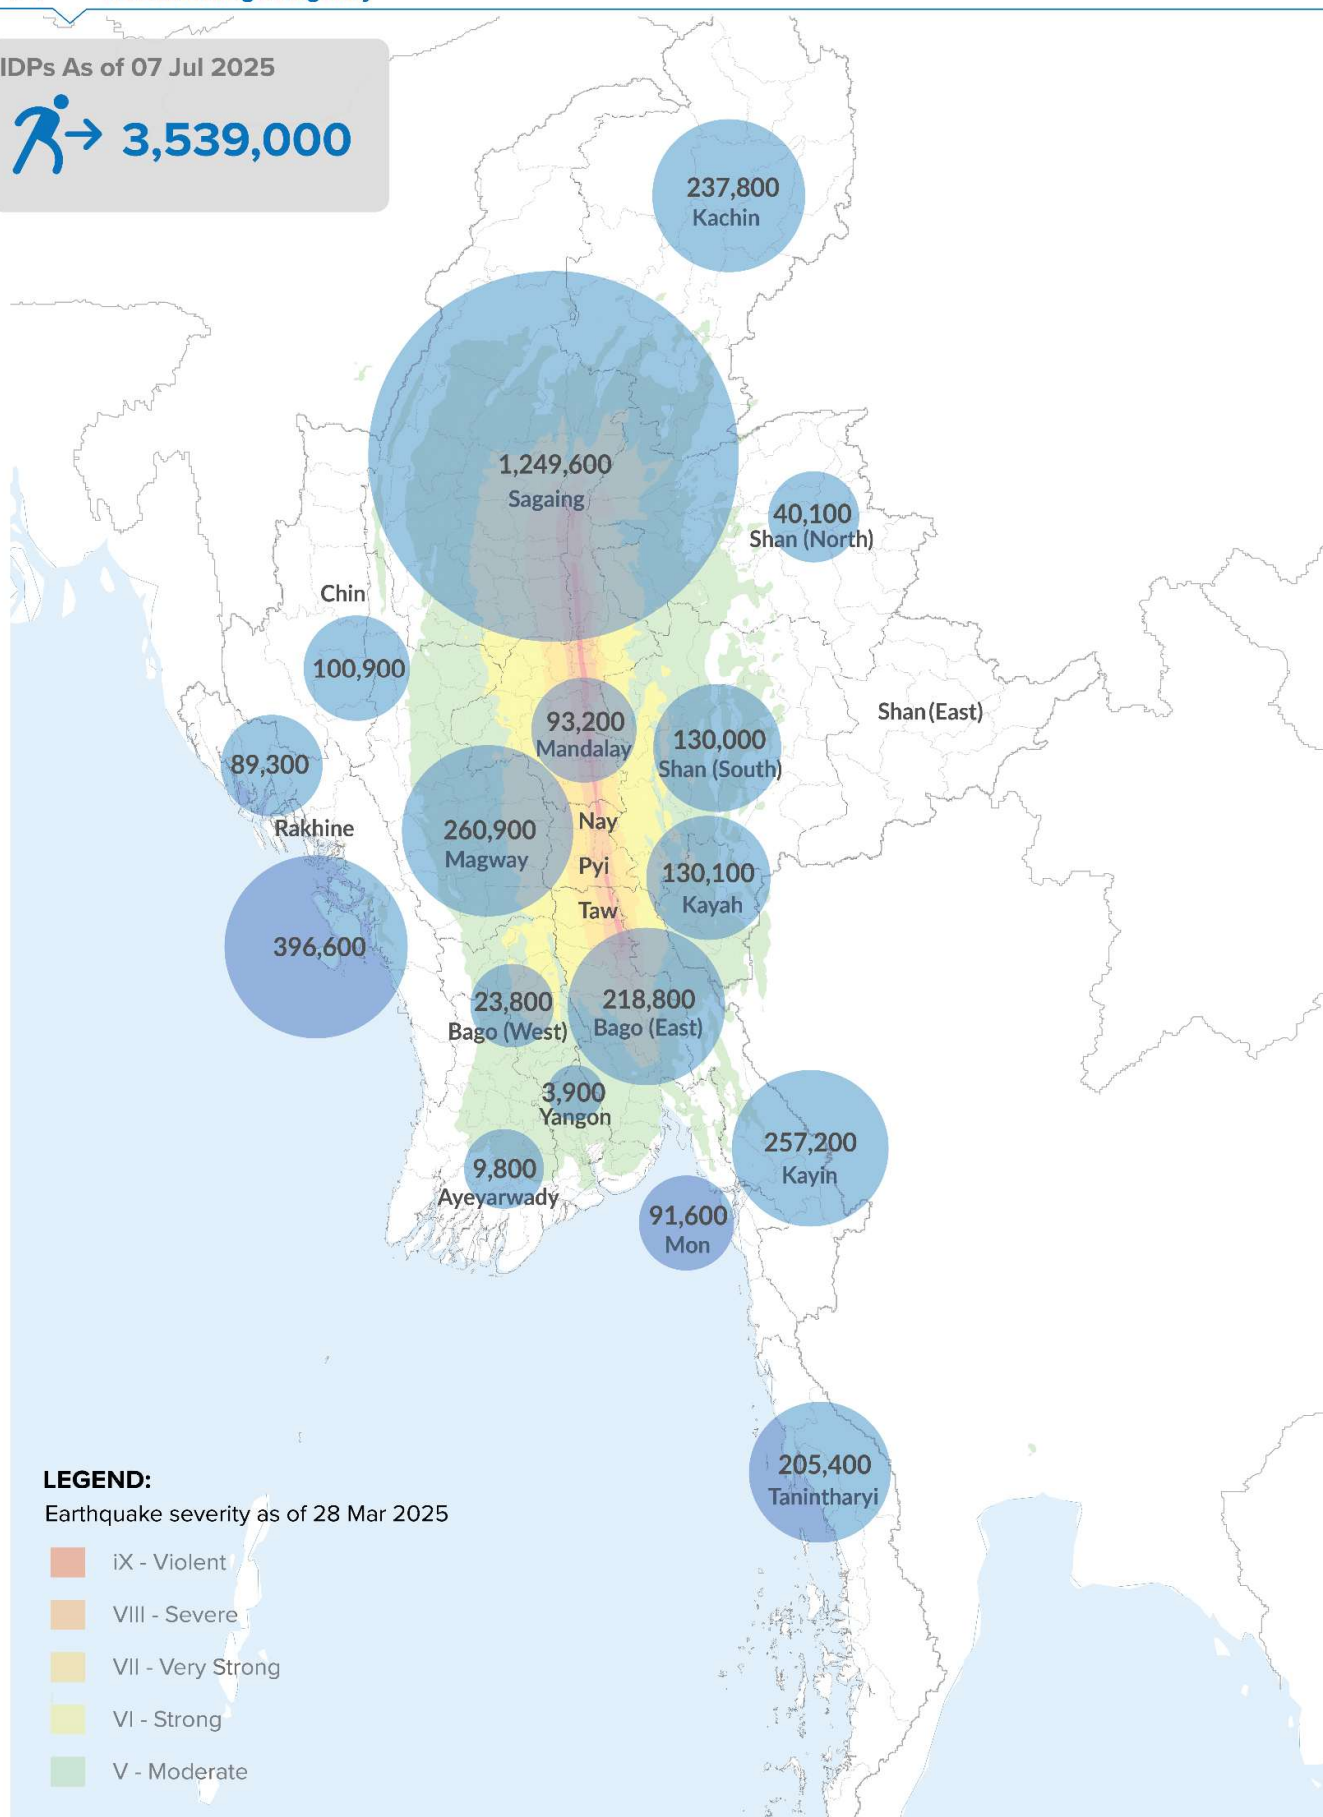 IDPs As of 07 Jul 2025
3,539,000
237,800
Kachin
1,249,600
Sagaing
40,100
Shan (North)
Chin
100,900
Shan (East)
93,200
Mandalay
130,000
Shan (South)
89,300
Rakhine
260,900
Magway
Nay
Pyi
Taw
130,100
Kayah
396,600
23,800
Bago (West)
218,800
Bago (East)
3,900
Yangon
257,200
Kayin
9,800
Ayeyarwady
91,600
Mon
205,400
Tanintharyi
LEGEND:
Earthquake severity as of 28 Mar 2025
iX - Violent
VIII - Severe
VII - Very Strong
VI - Strong
V - Moderate